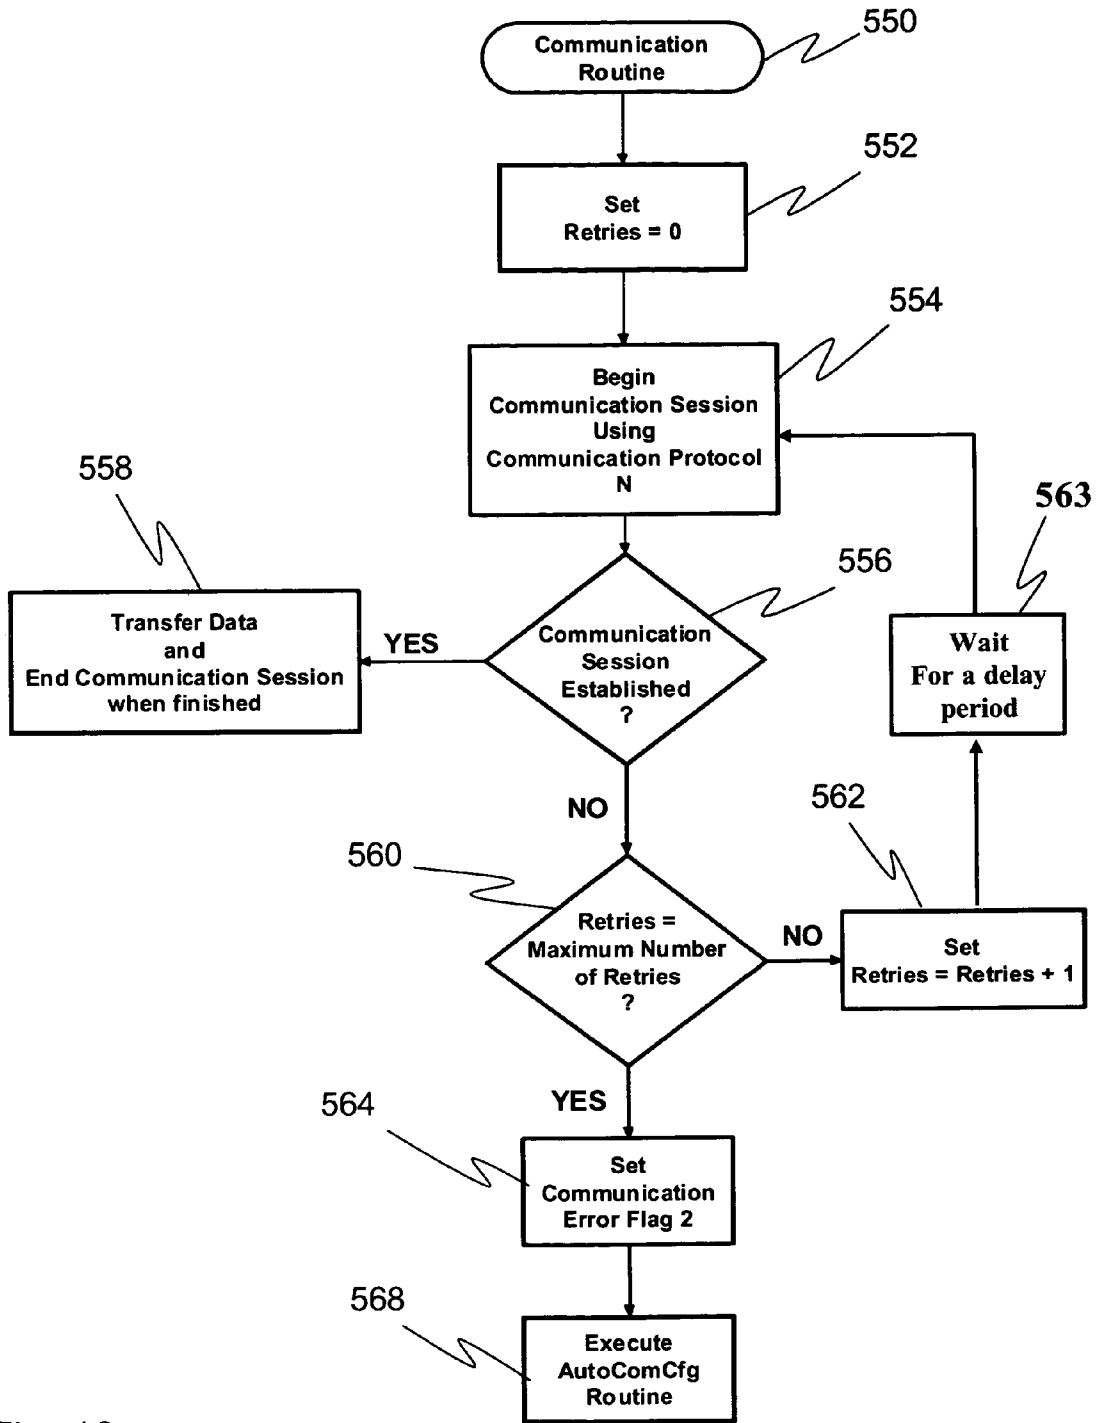 Communication
Routine
550
Set
Retries = 0
552
554
Begin
Communication Session
Using
Communication Protocol
N
558
563
556
Transfer Data
and
End Communication Session
when finished
YES
Communication
Session
Established
?
Wait
For a delay
period
NO
562
560
Retries =
Maximum Number
of Retries
?
NO
Set
Retries = Retries + 1
YES
564
Set
Communication
Error Flag 2
568
Execute
AutoComCfg
Routine